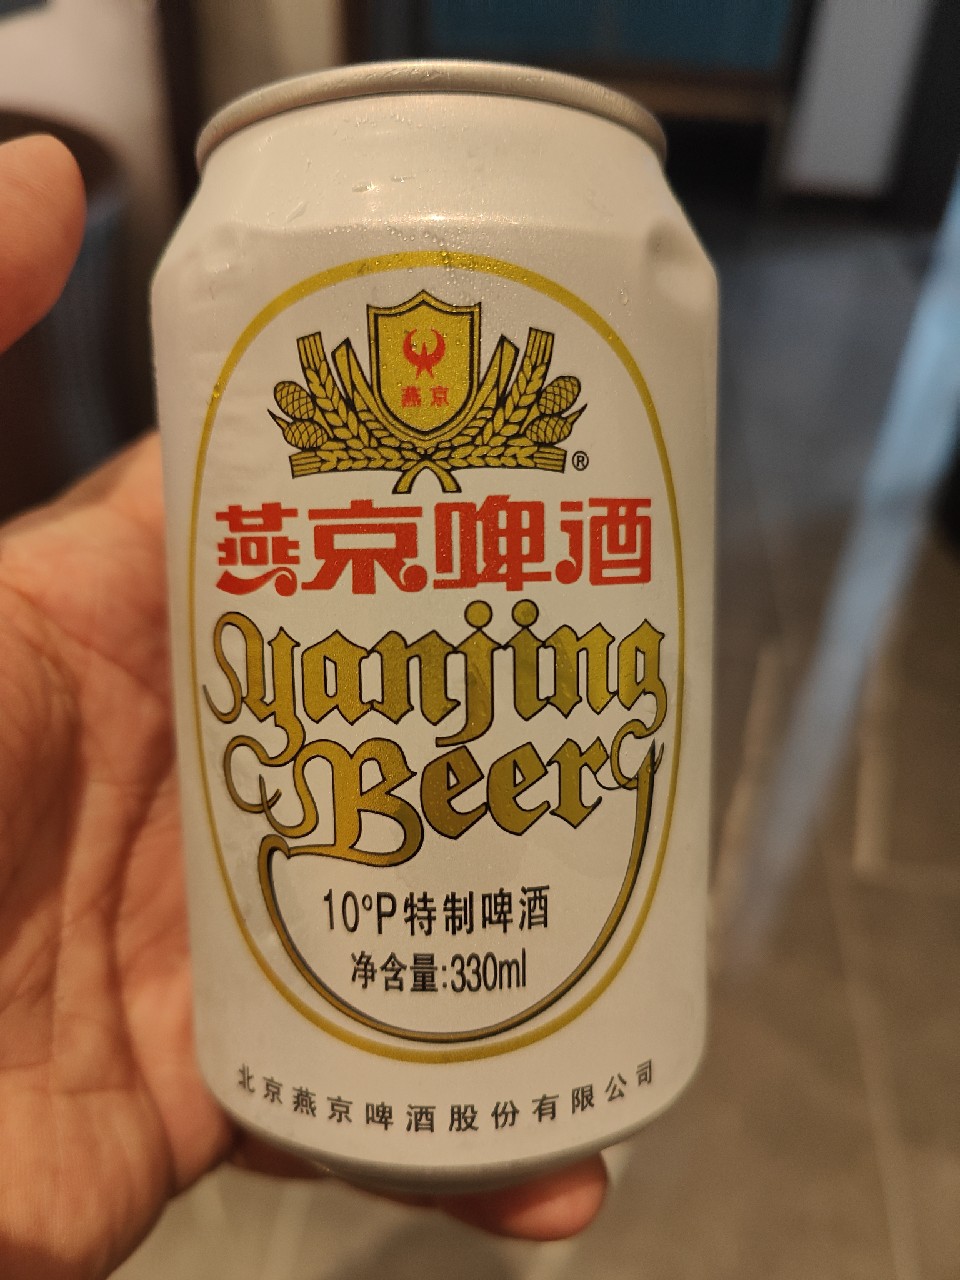 燕京
®
燕京啤酒
Yanjing
Beer
10°P特制啤酒
净含量:330ml
北京燕京啤酒股份有限公司